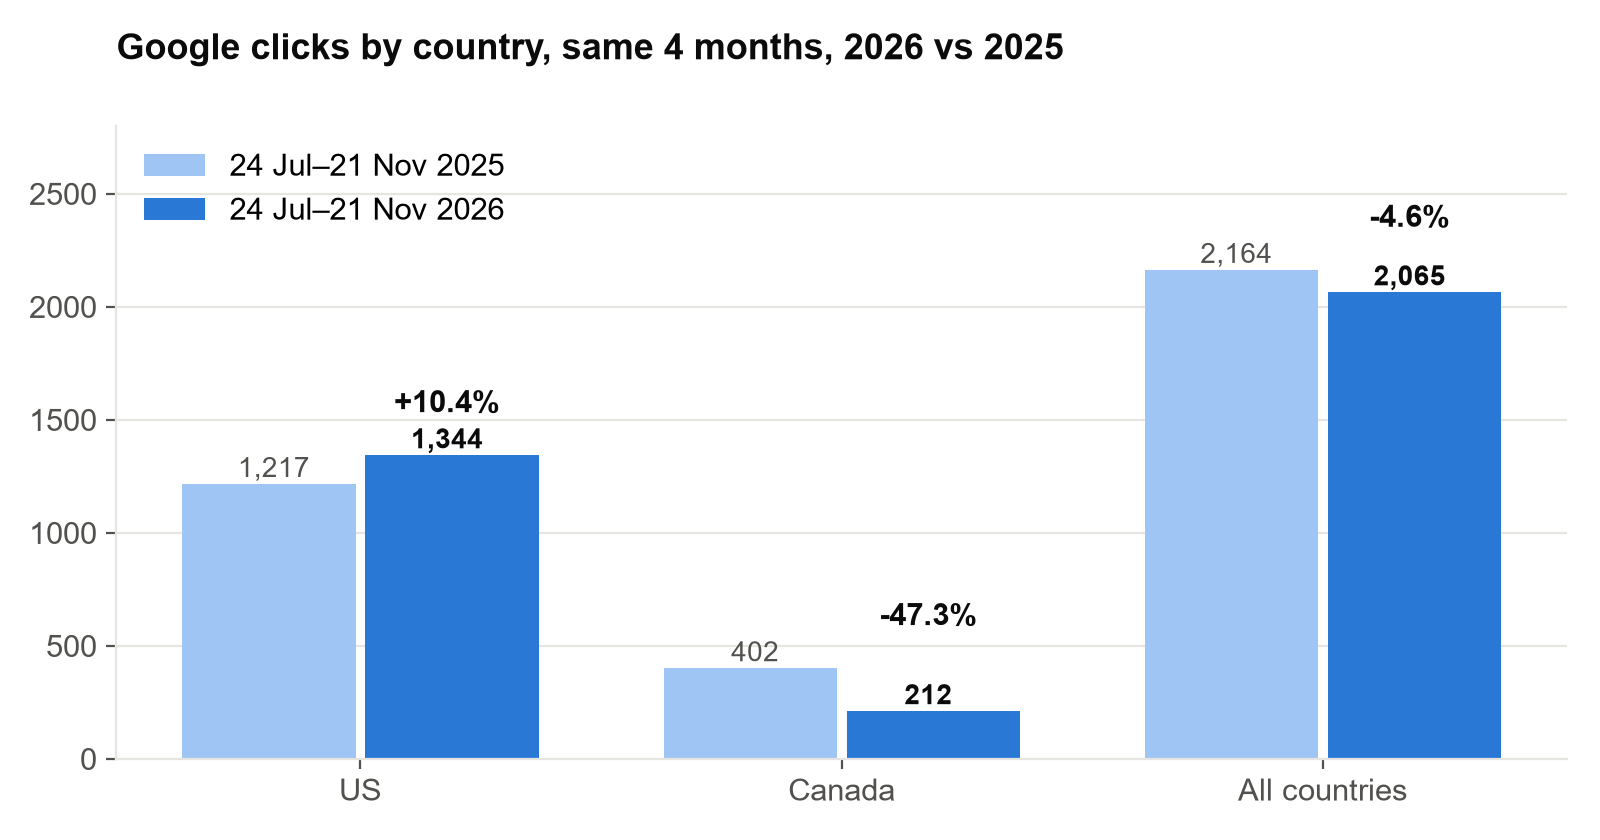 Google clicks by country, same 4 months, 2026 vs 2025
24 Jul–21 Nov 2025
24 Jul–21 Nov 2026
2500
2000
1500
1000
500
0
1,217
+10.4%
1,344
402
-47.3%
212
2,164
-4.6%
2,065
US
Canada
All countries